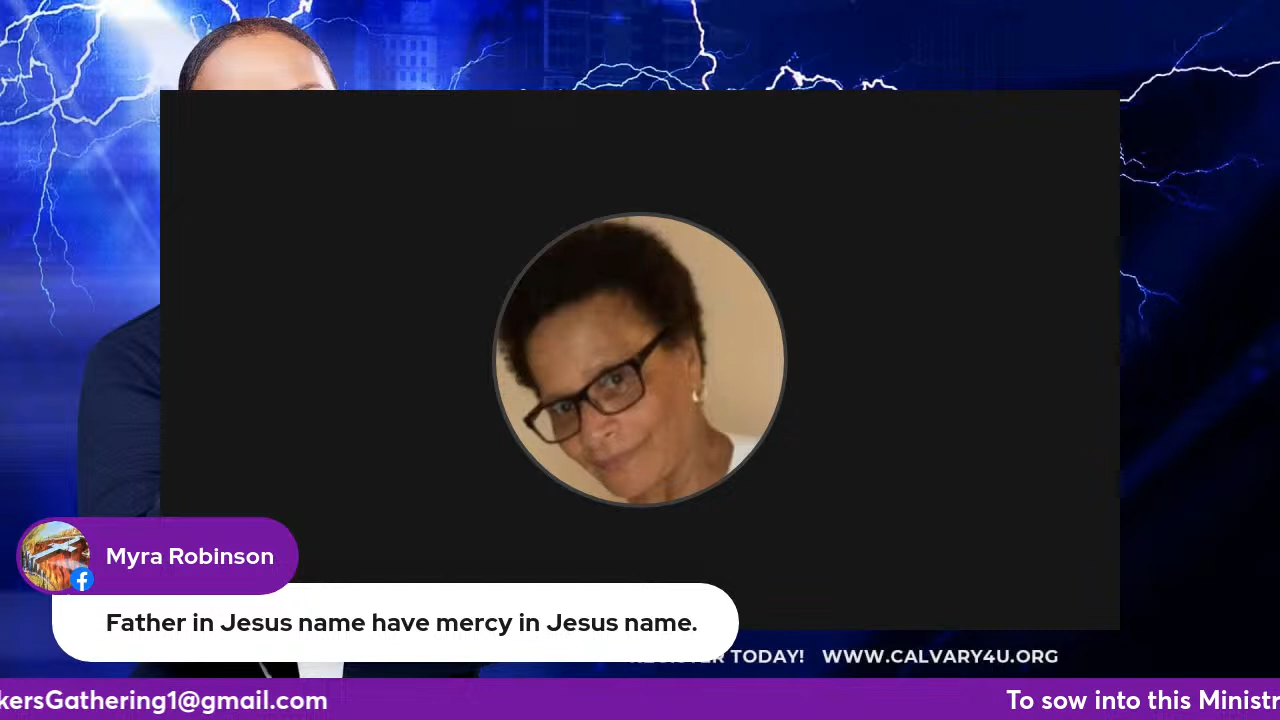 Myra Robinson
Father in Jesus name have mercy in Jesus name.
TODAY! WWW.CALVARY4U.ORG
kersGathering1@gmail.com
To sow into this Ministr